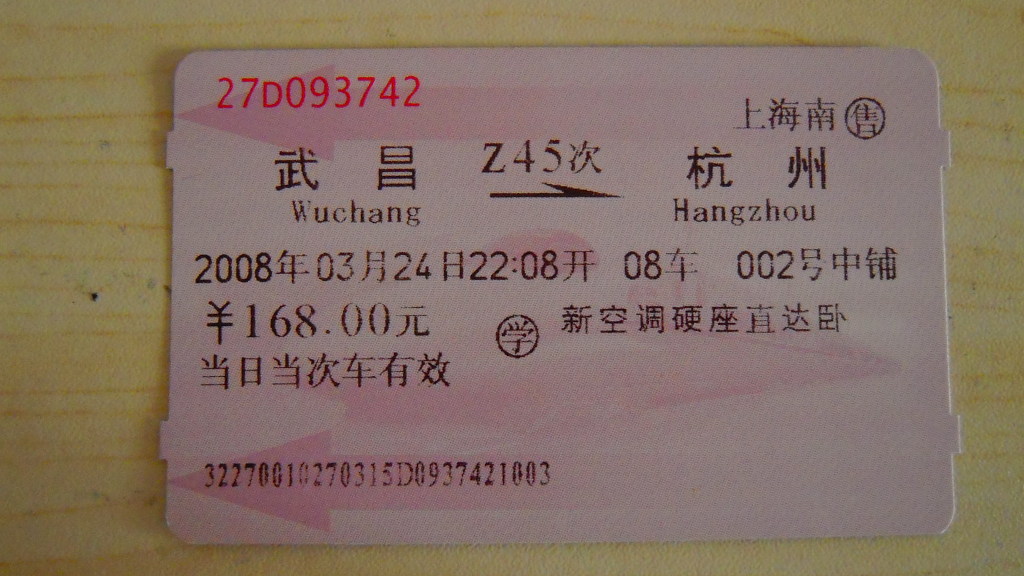 27D093742
上海南 售
武昌 Z45次 杭州
Wuchang Hangzhou
2008年03月24日22:08开 08车 002号中铺
¥168.00元 学 新空调硬座直达卧
当日当次车有效
32270010270315D0937421003